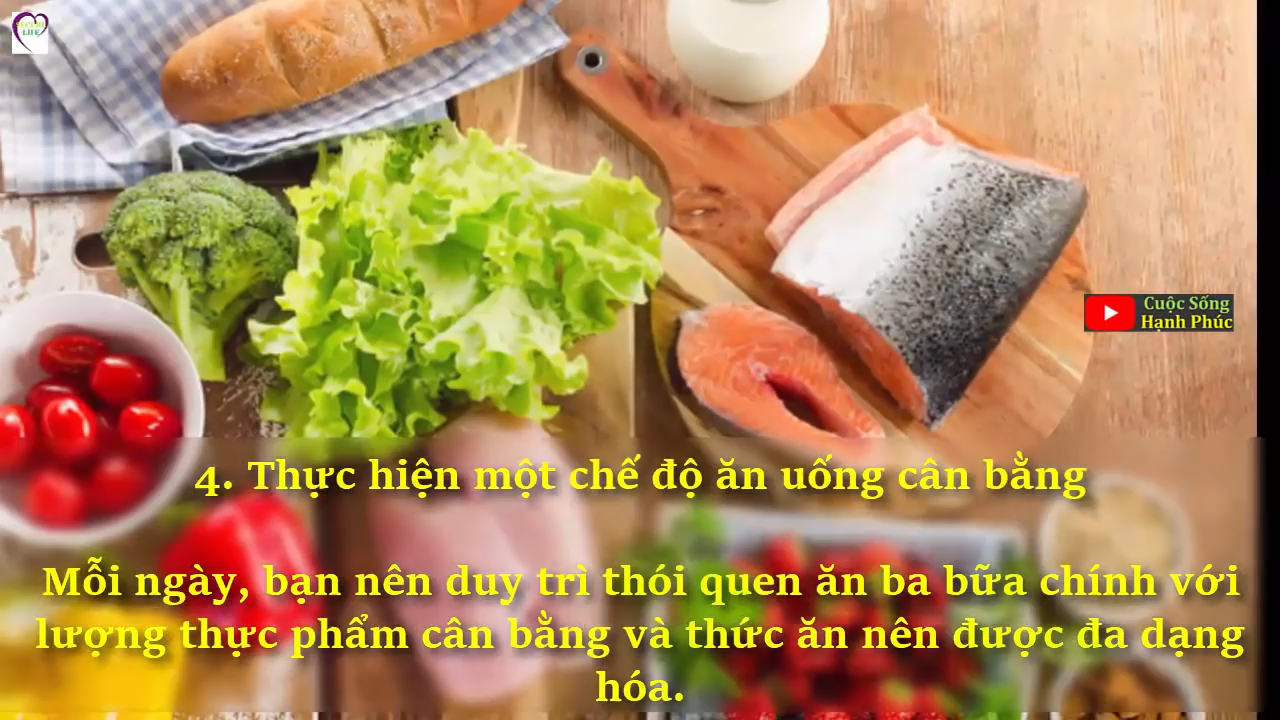 LIFE
Cuộc Sống
Hạnh Phúc
4. Thực hiện một chế độ ăn uống cân bằng
Mỗi ngày, bạn nên duy trì thói quen ăn ba bữa chính với
lượng thực phẩm cân bằng và thức ăn nên được đa dạng
hóa.